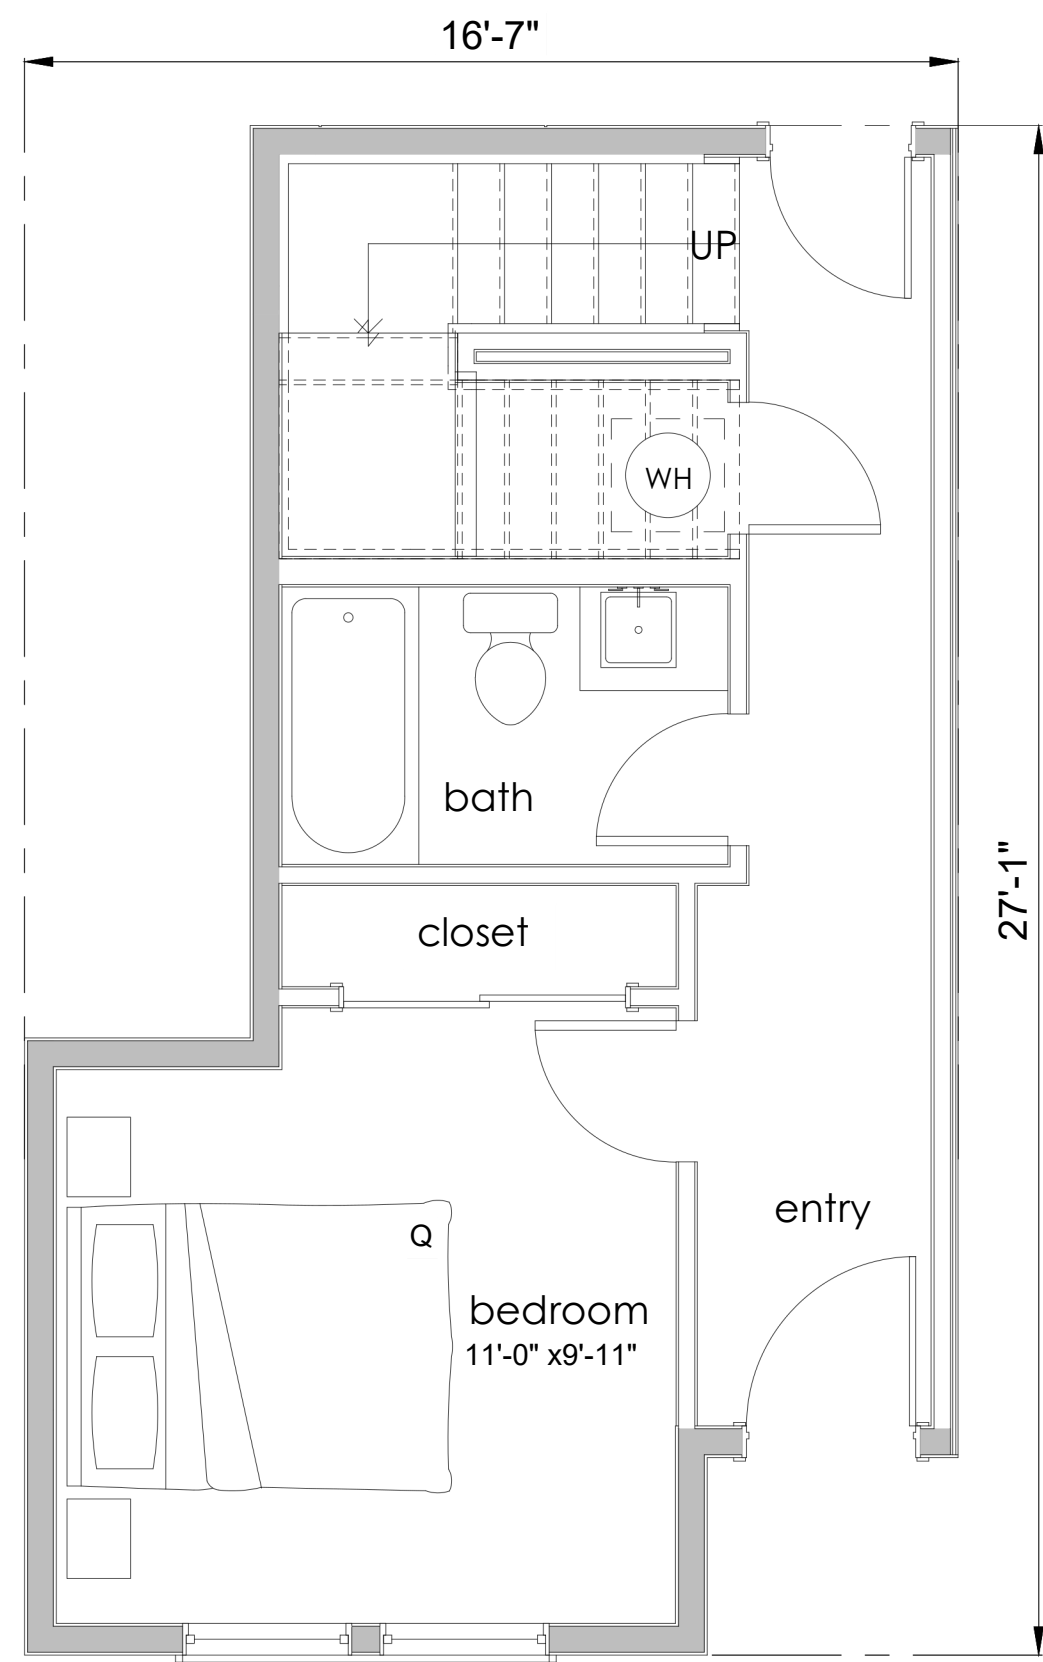 16'-7"
UP
WH
bath
27'-1"
closet
entry
Q
bedroom
11'-0" x9'-11"